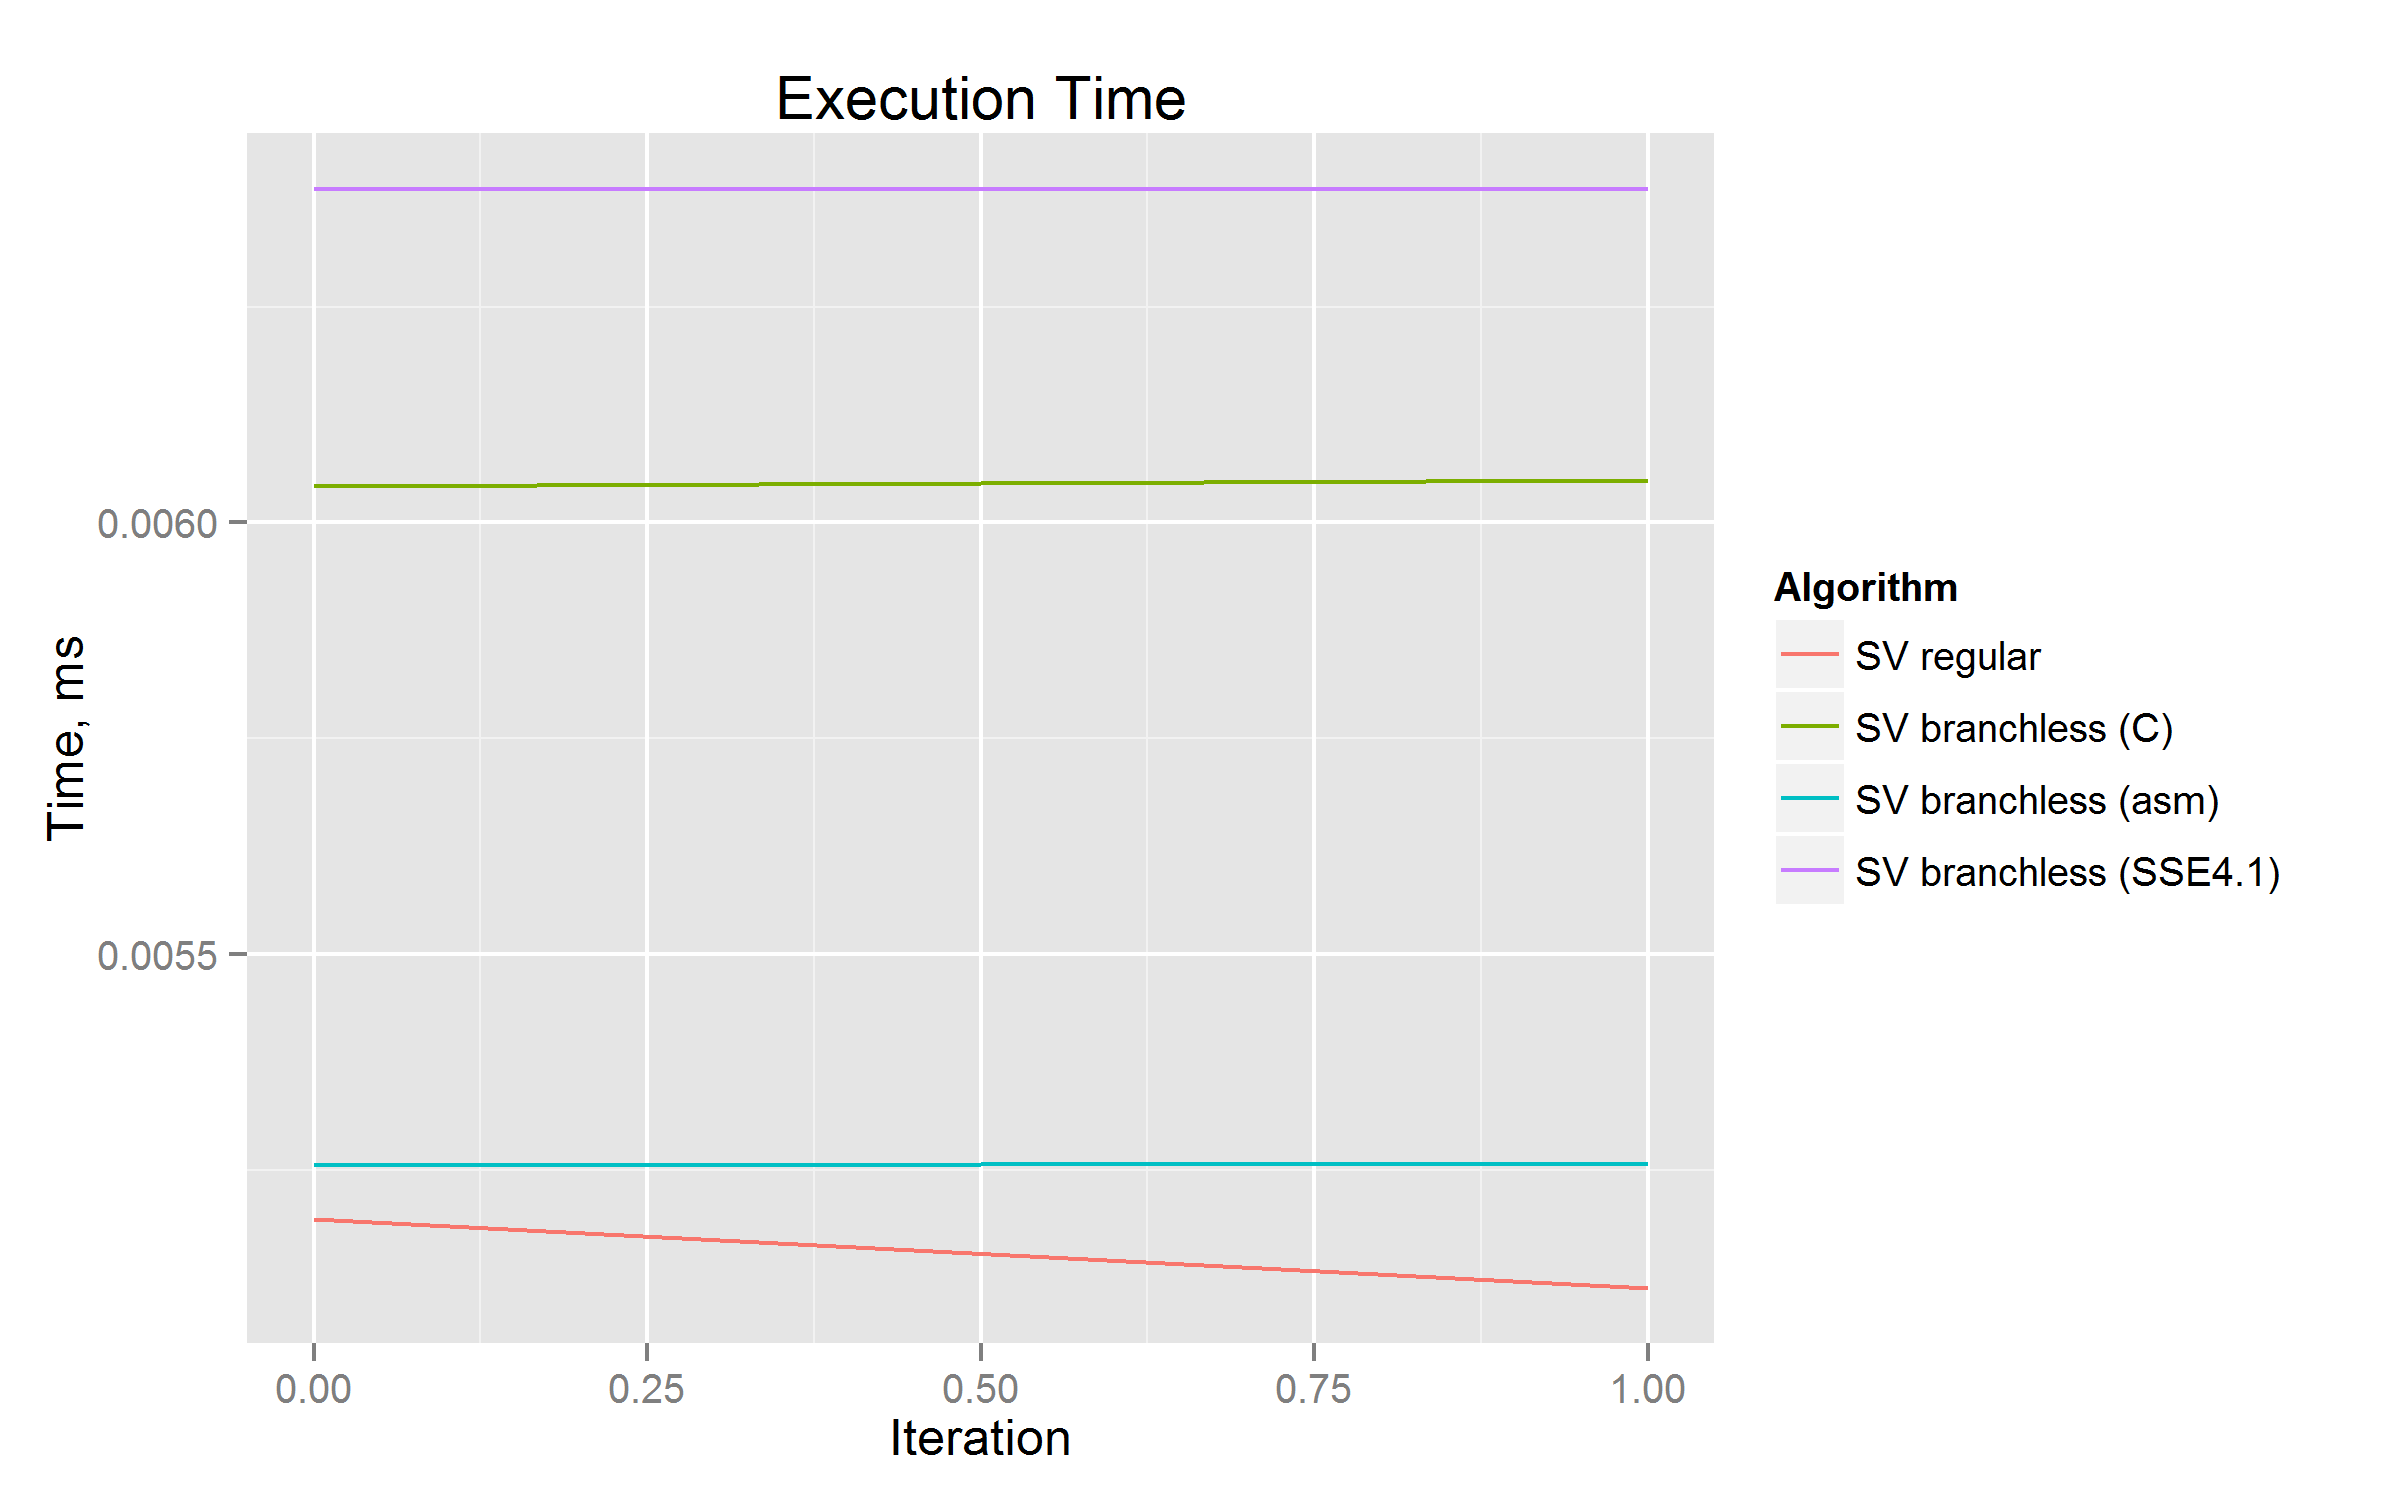 Execution Time
Time, ms
0.0060
0.0055
0.00
0.25
0.50
0.75
1.00
Iteration
Algorithm
SV regular
SV branchless (C)
SV branchless (asm)
SV branchless (SSE4.1)